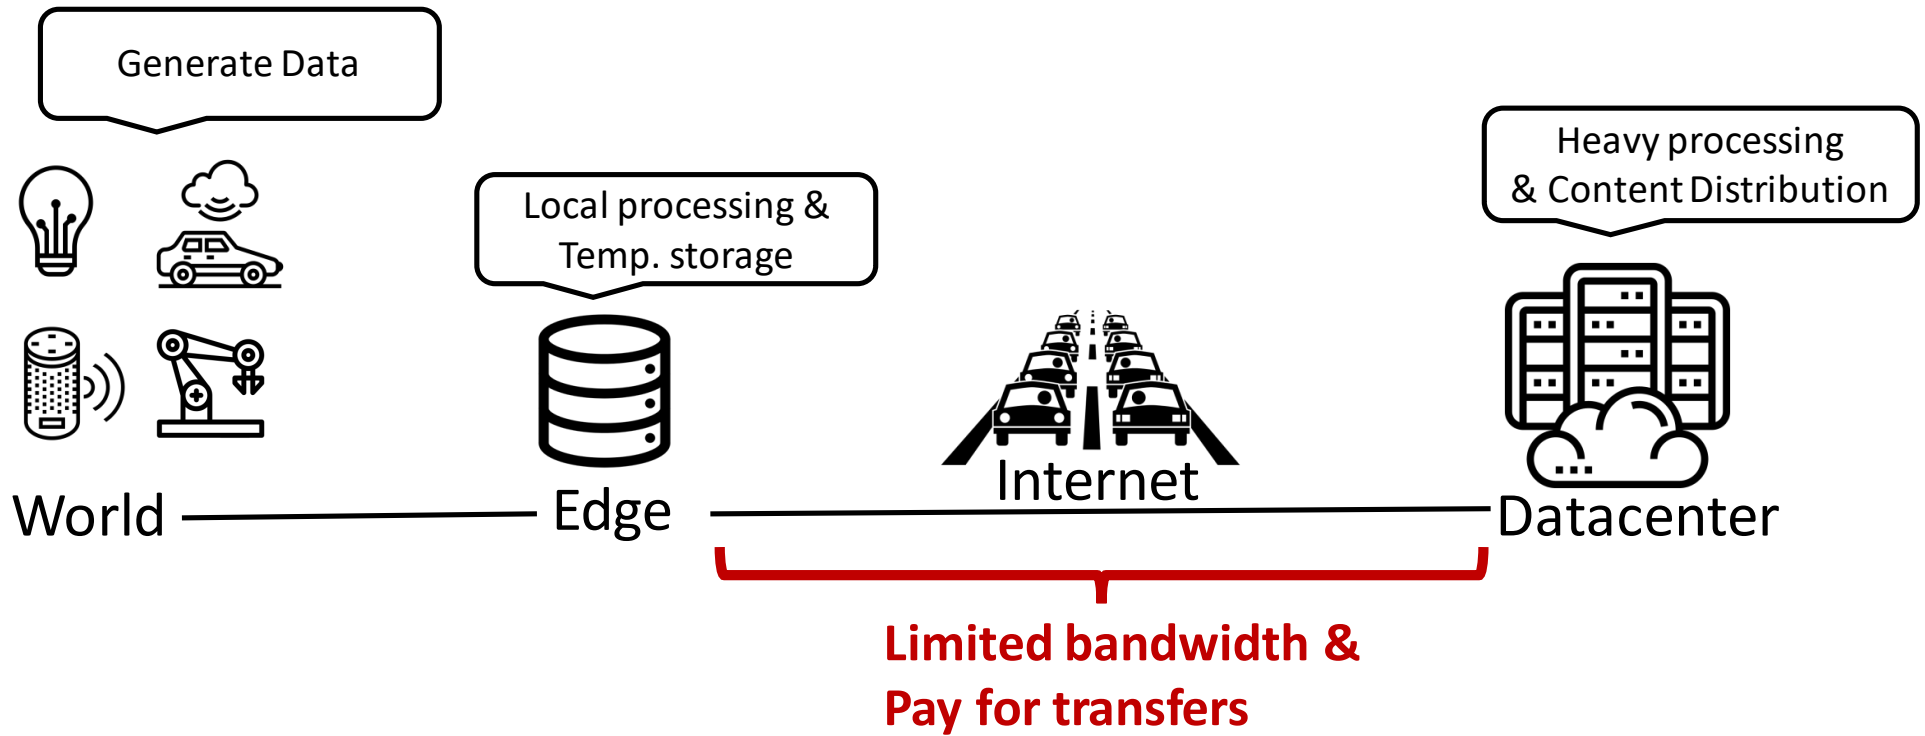 Generate Data
Local processing &
Temp. storage
Heavy processing
& Content Distribution
World
Edge
Internet
Datacenter
Limited bandwidth &
Pay for transfers